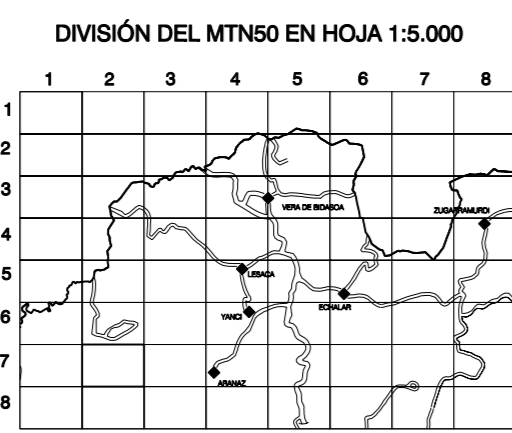 DIVISIÓN DEL MTN50 EN HOJA 1:5.000
1 2 3 4 5 6 7 8
1
2
3
VERA DE BIDASOA
ZUGARRAMURDI
4
5
LESACA
ECHALAR
6
YANCI
7
ARANAZ
8